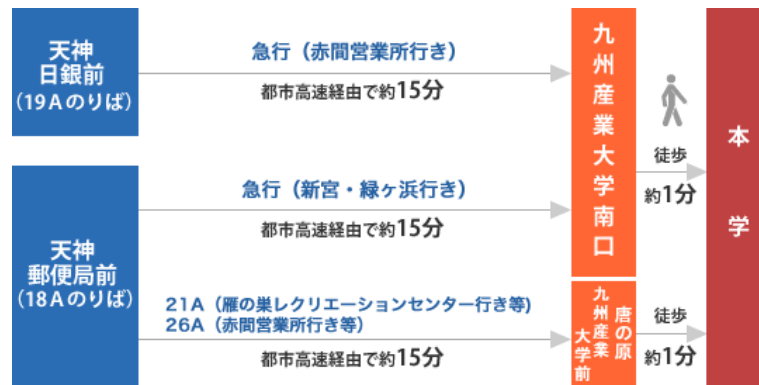 天神
日銀前
（19Aのりば）
急行（赤間営業所行き）
都市高速経由で約15分
天神
郵便局前
（18Aのりば）
急行（新宮・緑ヶ浜行き）
都市高速経由で約15分
21A（雁の巣レクリエーションセンター行き等）
26A（赤間営業所行き等）
都市高速経由で約15分
九州産業大学南口
唐の原
九州産業
大学前
徒歩
約1分
徒歩
約1分
本学